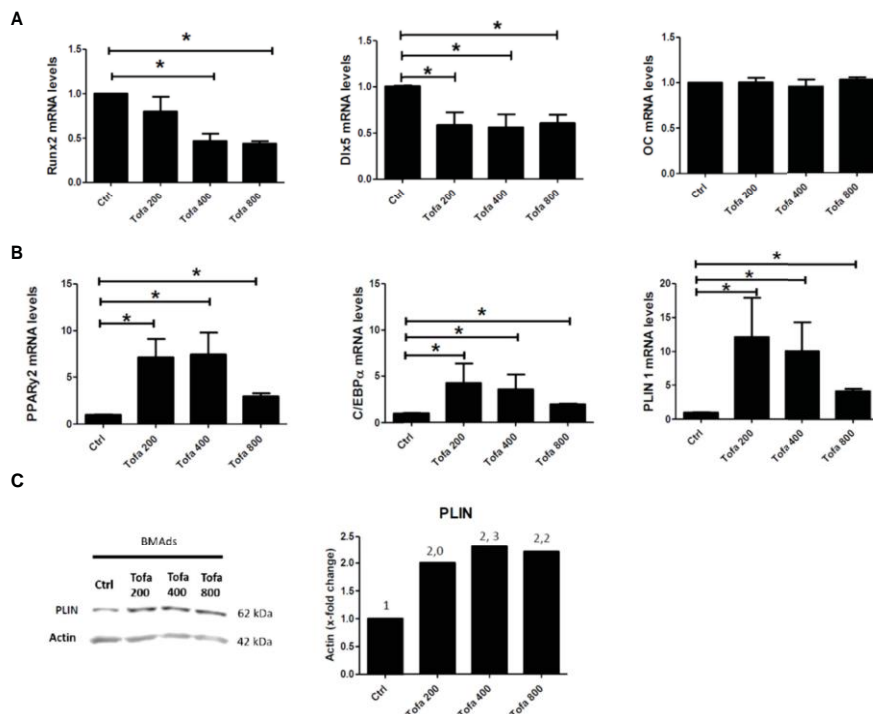 A
Runx2 mRNA levels
1.5
1.0
0.5
0.0
*
*
Ctrl
Tofa 200
Tofa 400
Tofa 800
Dlx5 mRNA levels
1.5
1.0
0.5
0.0
*
*
*
Ctrl
Tofa 200
Tofa 400
Tofa 800
OC mRNA levels
1.5
1.0
0.5
0.0
Ctrl
Tofa 200
Tofa 400
Tofa 800
B
PPARγ2 mRNA levels
15
10
5
0
*
*
*
Ctrl
Tofa 200
Tofa 400
Tofa 800
C/EBPα mRNA levels
15
10
5
0
*
*
*
Ctrl
Tofa 200
Tofa 400
Tofa 800
PLIN 1 mRNA levels
20
15
10
5
0
*
*
*
Ctrl
Tofa 200
Tofa 400
Tofa 800
C
BMAds
Ctrl Tofa 200 Tofa 400 Tofa 800
PLIN 62 kDa
Actin 42 kDa
PLIN
Actin (x-fold change)
2.5
2.0
1.5
1.0
0.5
0.0
1
2,0
2, 3
2,2
Ctrl
Tofa 200
Tofa 400
Tofa 800